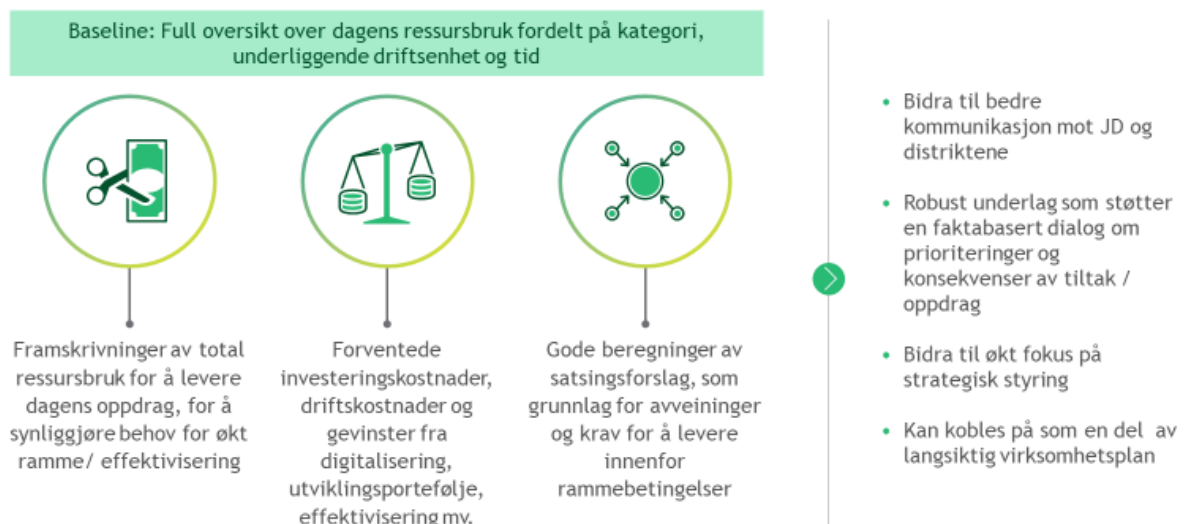 Baseline: Full oversikt over dagens ressursbruk fordelt på kategori,
underliggende driftsenhet og tid
Framskrivninger av total
ressursbruk for å levere
dagens oppdrag, for å
synliggjøre behov for økt
ramme/ effektivisering
Forventede
investeringskostnader,
driftskostnader og
gevinster fra
digitalisering,
utviklingsportefølje,
effektivisering mv.
Gode beregninger av
satsingsforslag, som
grunnlag for avveininger
og krav for å levere
innenfor
rammebetingelser
• Bidra til bedre
kommunikasjon mot JD og
distriktene
• Robust underlag som støtter
en faktabasert dialog om
prioriteringer og
konsekvenser av tiltak /
oppdrag
• Bidra til økt fokus på
strategisk styring
• Kan kobles på som en del av
langsiktig virksomhetsplan